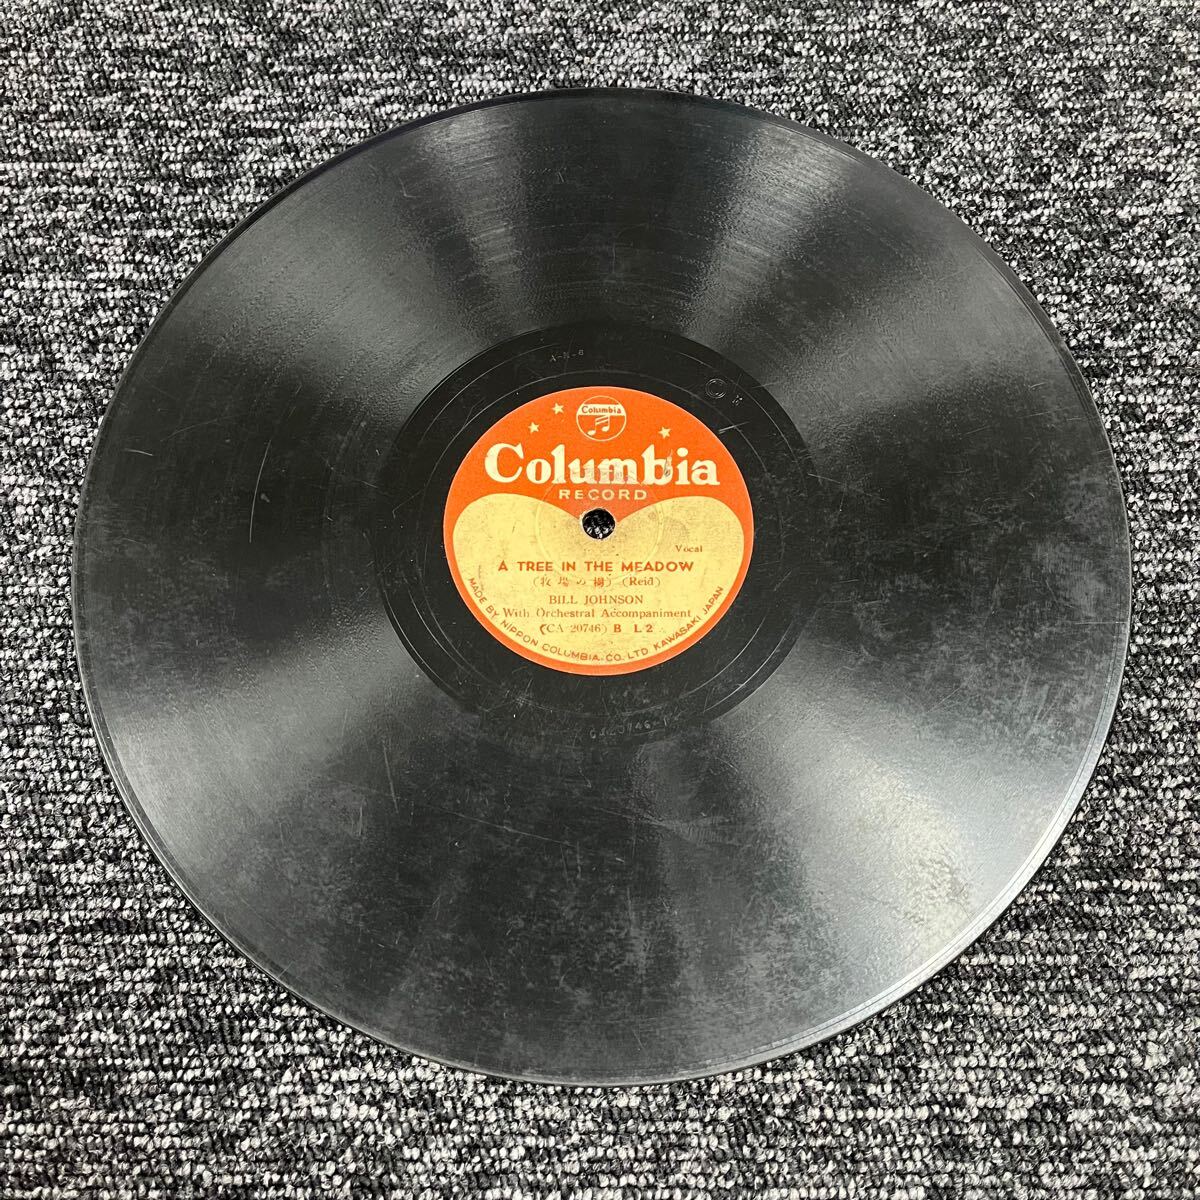 Columbia
Columbia
RECORD
Vocal
A TREE IN THE MEADOW
(牧場の樹) (Reid)
BILL JOHNSON
With Orchestral Accompaniment
(CA 20746) B L2
MADE BY NIPPON COLUMBIA CO. LTD KAWASAKI JAPAN